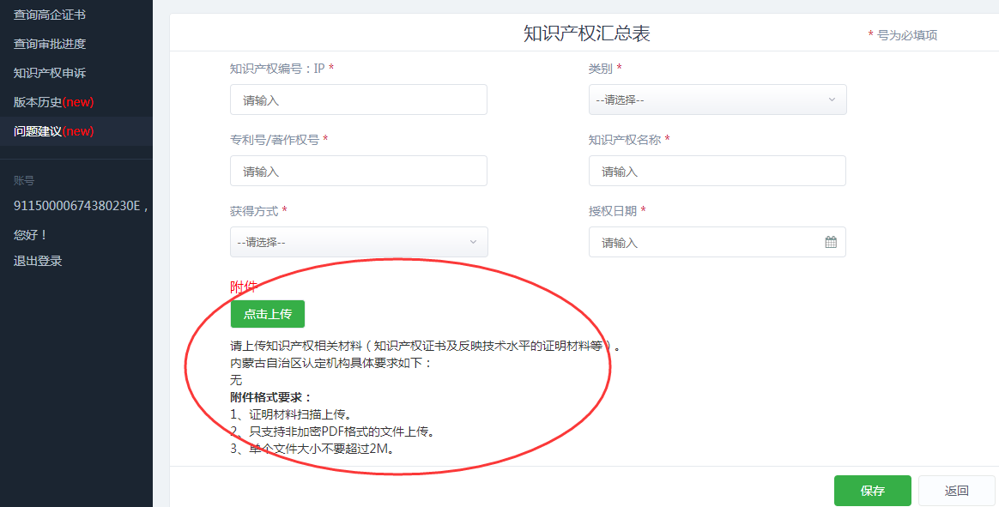 查询高企证书
查询审批进度
知识产权申诉
版本历史(new)
问题建议(new)
账号
91150000674380230E，
您好！
退出登录
知识产权汇总表
* 号为必填项
知识产权编号：IP *
类别 *
请输入
--请选择--
专利号/著作权号 *
知识产权名称 *
请输入
请输入
获得方式 *
授权日期 *
--请选择--
请输入
附件
点击上传
请上传知识产权相关材料（知识产权证书及反映技术水平的证明材料等）。
内蒙古自治区认定机构具体要求如下：
无
附件格式要求：
1、证明材料扫描上传。
2、只支持非加密PDF格式的文件上传。
3、单个文件大小不要超过2M。
保存
返回